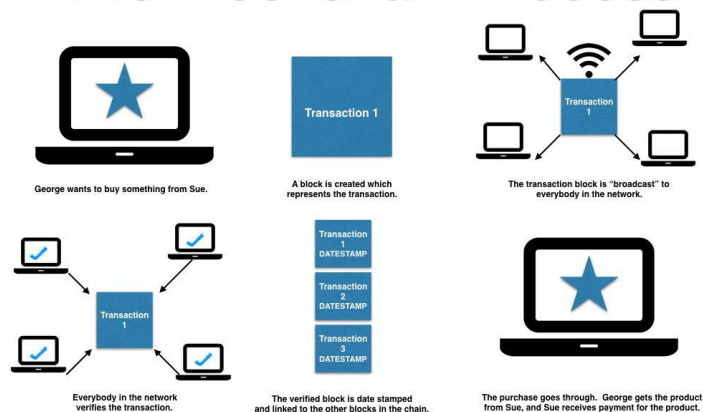 Transaction 1
Transaction
1
George wants to buy something from Sue.
A block is created which
represents the transaction.
The transaction block is “broadcast” to
everybody in the network.
Transaction
1
Transaction
1
DATESTAMP
Transaction
2
DATESTAMP
Transaction
3
DATESTAMP
Everybody in the network
verifies the transaction.
The verified block is date stamped
and linked to the other blocks in the chain.
The purchase goes through. George gets the product
from Sue, and Sue receives payment for the product.